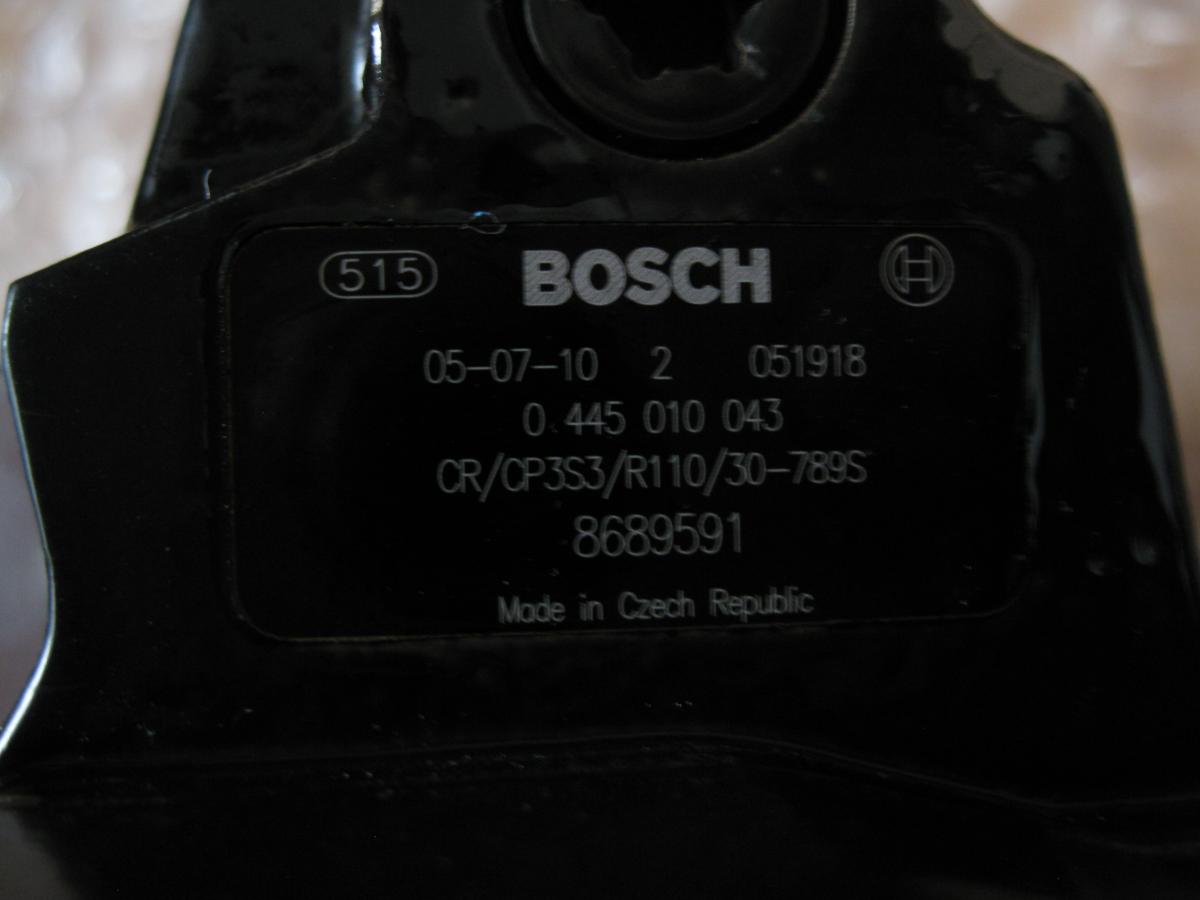 515 BOSCH H
05-07-10 2 051918
0 445 010 043
CR/CP3S3/R110/30-789S
8689591
Made in Czech Republic